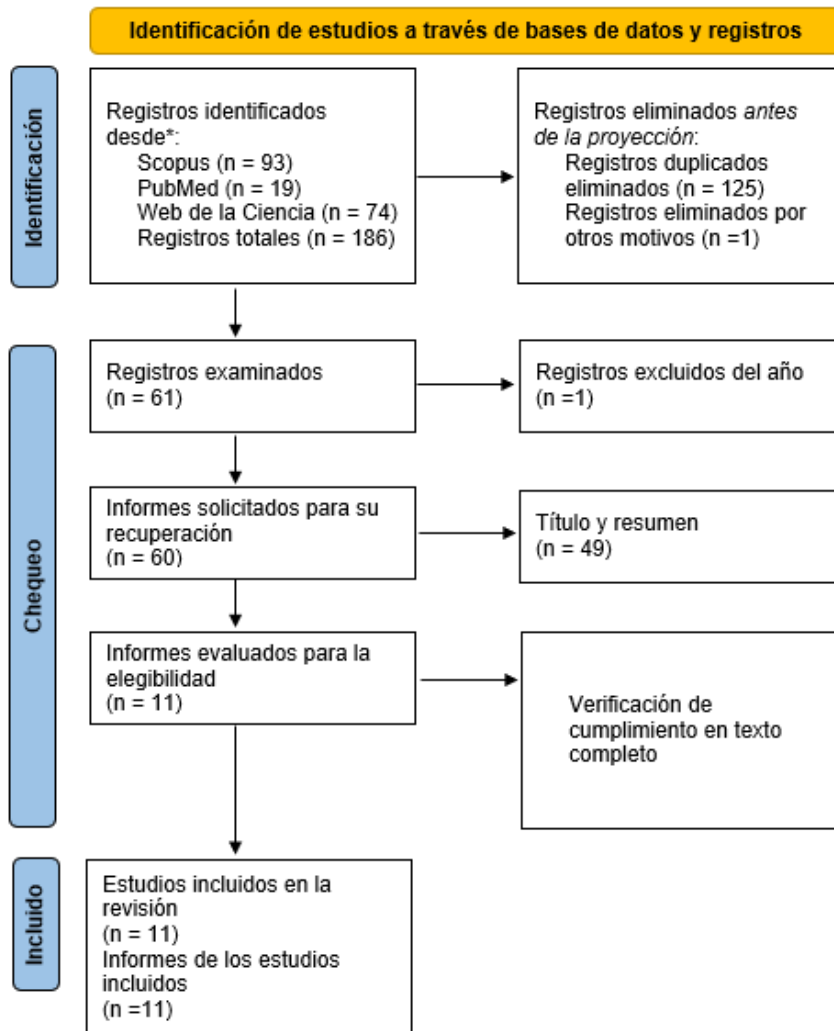 Identificación de estudios a través de bases de datos y registros
Identificación
Registros identificados
desde*:
Scopus (n = 93)
PubMed (n = 19)
Web de la Ciencia (n = 74)
Registros totales (n = 186)
Registros eliminados antes
de la proyección:
Registros duplicados
eliminados (n = 125)
Registros eliminados por
otros motivos (n =1)
Chequeo
Registros examinados
(n = 61)
Registros excluidos del año
(n =1)
Informes solicitados para su
recuperación
(n = 60)
Título y resumen
(n = 49)
Informes evaluados para la
elegibilidad
(n = 11)
Verificación de
cumplimiento en texto
completo
Incluido
Estudios incluidos en la
revisión
(n = 11)
Informes de los estudios
incluidos
(n =11)